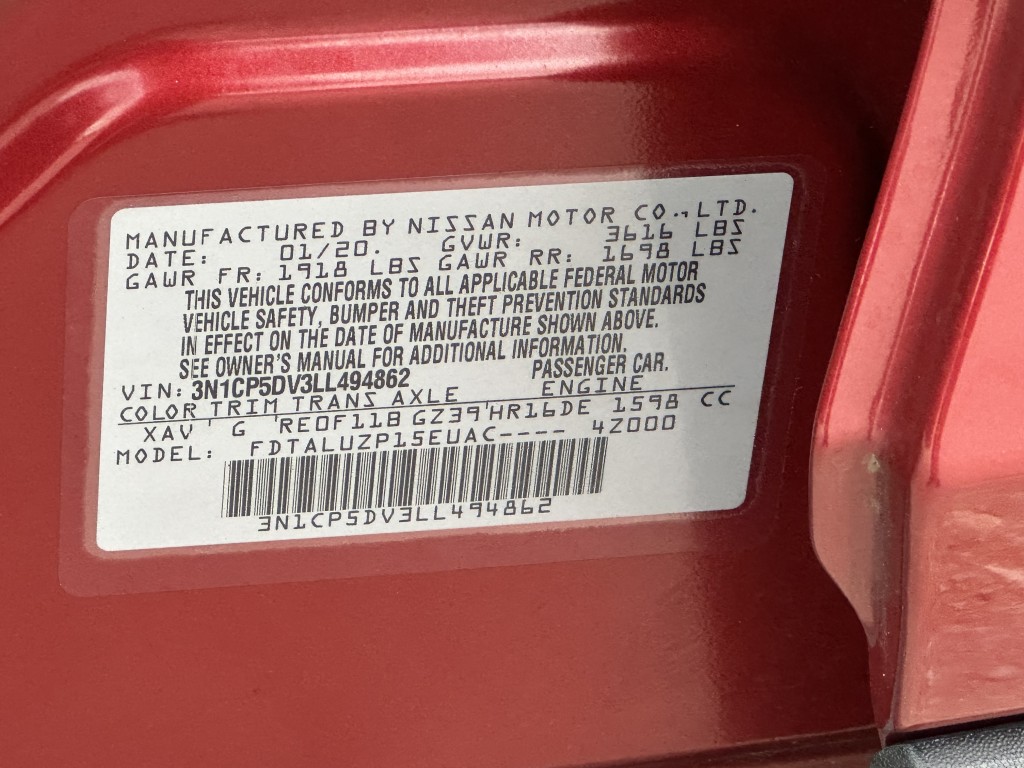 MANUFACTURED BY NISSAN MOTOR CO., LTD.
DATE: 01/20. GVWR: 3616 LBS
GAWR FR: 1918 LBS GAWR RR: 1698 LBS
THIS VEHICLE CONFORMS TO ALL APPLICABLE FEDERAL MOTOR
VEHICLE SAFETY, BUMPER AND THEFT PREVENTION STANDARDS
IN EFFECT ON THE DATE OF MANUFACTURE SHOWN ABOVE.
SEE OWNER'S MANUAL FOR ADDITIONAL INFORMATION.
VIN: 3N1CP5DV3LL494862 PASSENGER CAR.
COLOR TRIM TRANS AXLE ENGINE
XAV ' G 'RE0F11B GZ39'HR16DE 1598 CC
MODEL: FDTALUZP15EUAC---- 4Z000
3N1CP5DV3LL494862